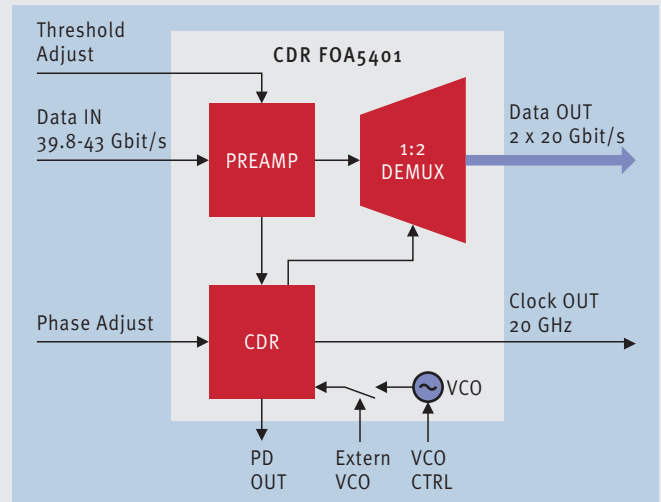 Threshold
Adjust
CDR FOA5401
Data IN
39.8-43 Gbit/s
PREAMP
1:2
DEMUX
Data OUT
2 x 20 Gbit/s
Phase Adjust
CDR
Clock OUT
20 GHz
VCO
PD
OUT
Extern
VCO
VCO
CTRL